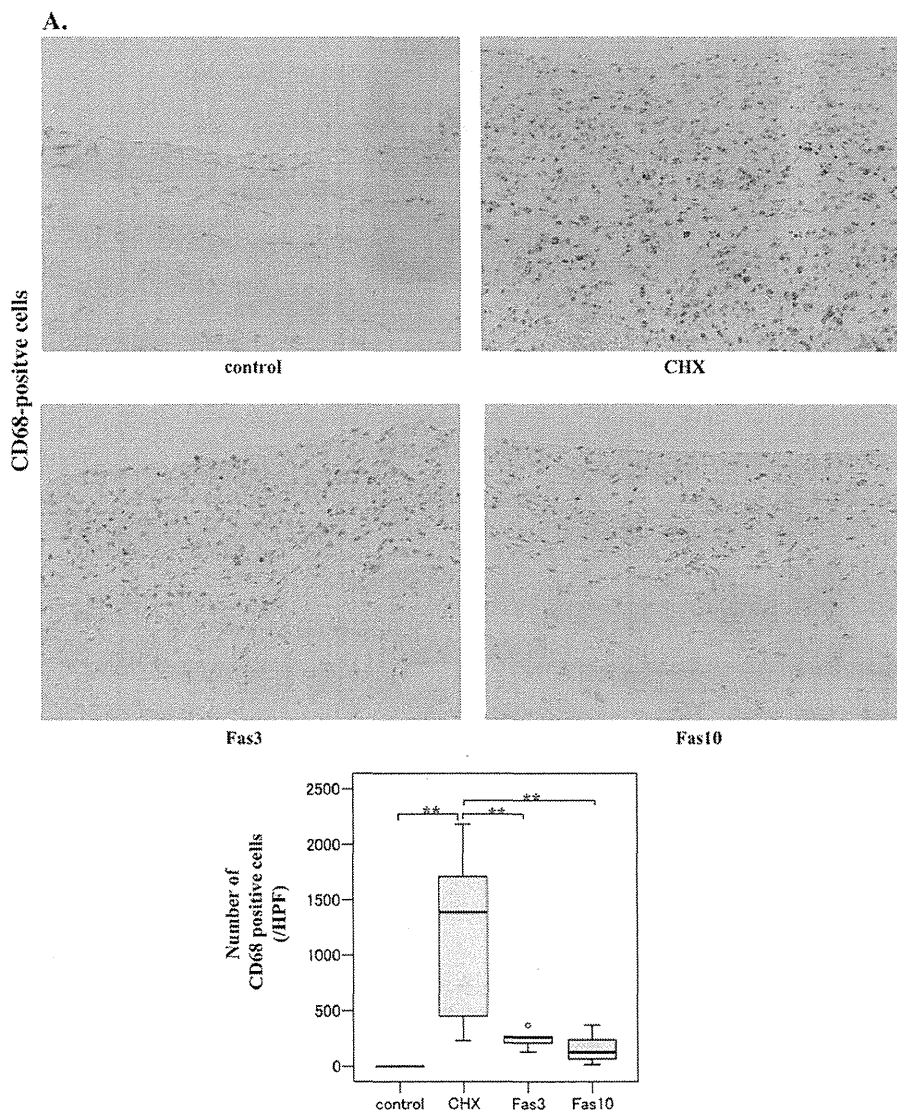 A.
CD68-positve cells
control
CHX
Fas3
Fas10
Number of
CD68 positive cells
(/HPF)
2500
2000
1500
1000
500
0
**
**
**
control
CHX
Fas3
Fas10